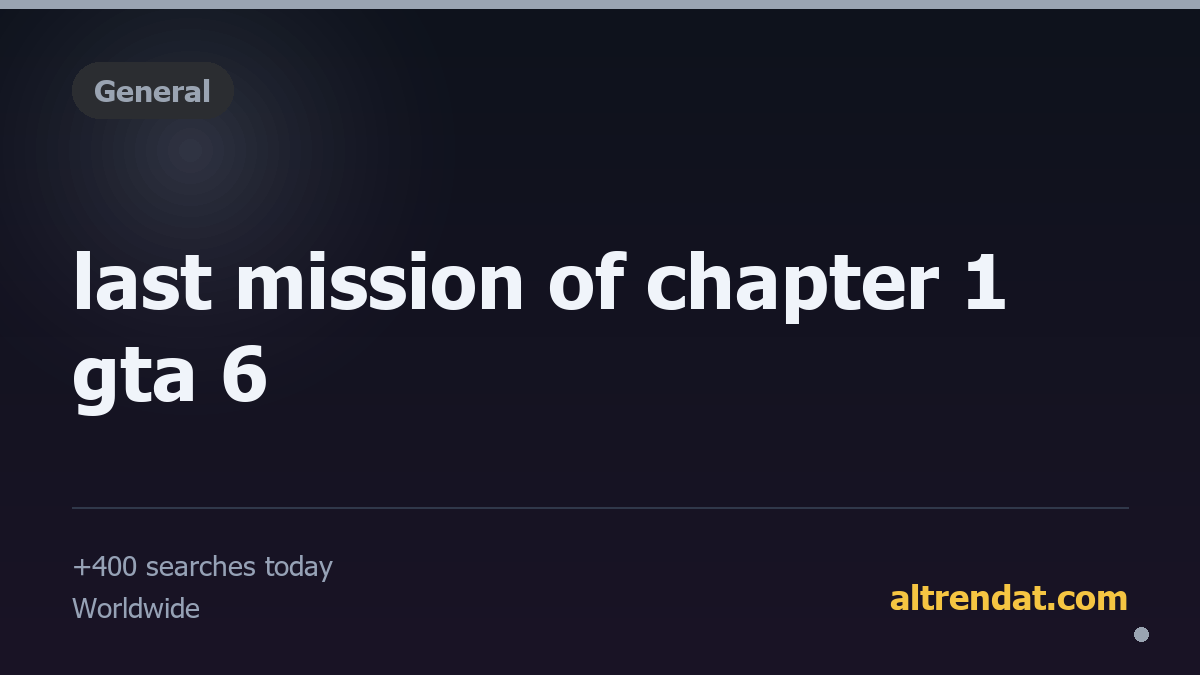 General
last mission of chapter 1
gta 6
+400 searches today
Worldwide
altrendat.com